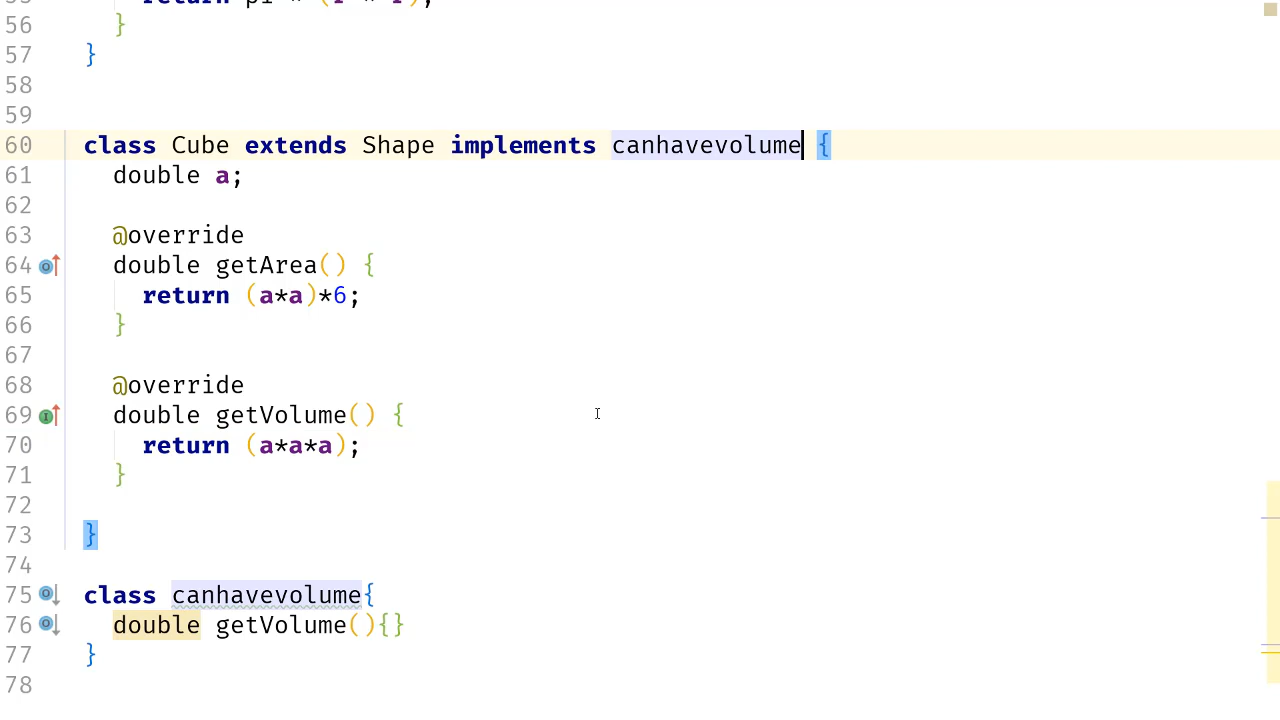 56 }
57 }
58
59
60 class Cube extends Shape implements canhavevolume {
61 double a;
62
63 @override
64 double getArea() {
65 return (a*a)*6;
66 }
67
68 @override
69 double getVolume() {
70 return (a*a*a);
71 }
72
73 }
74
75 class canhavevolume{
76 double getVolume(){}
77 }
78